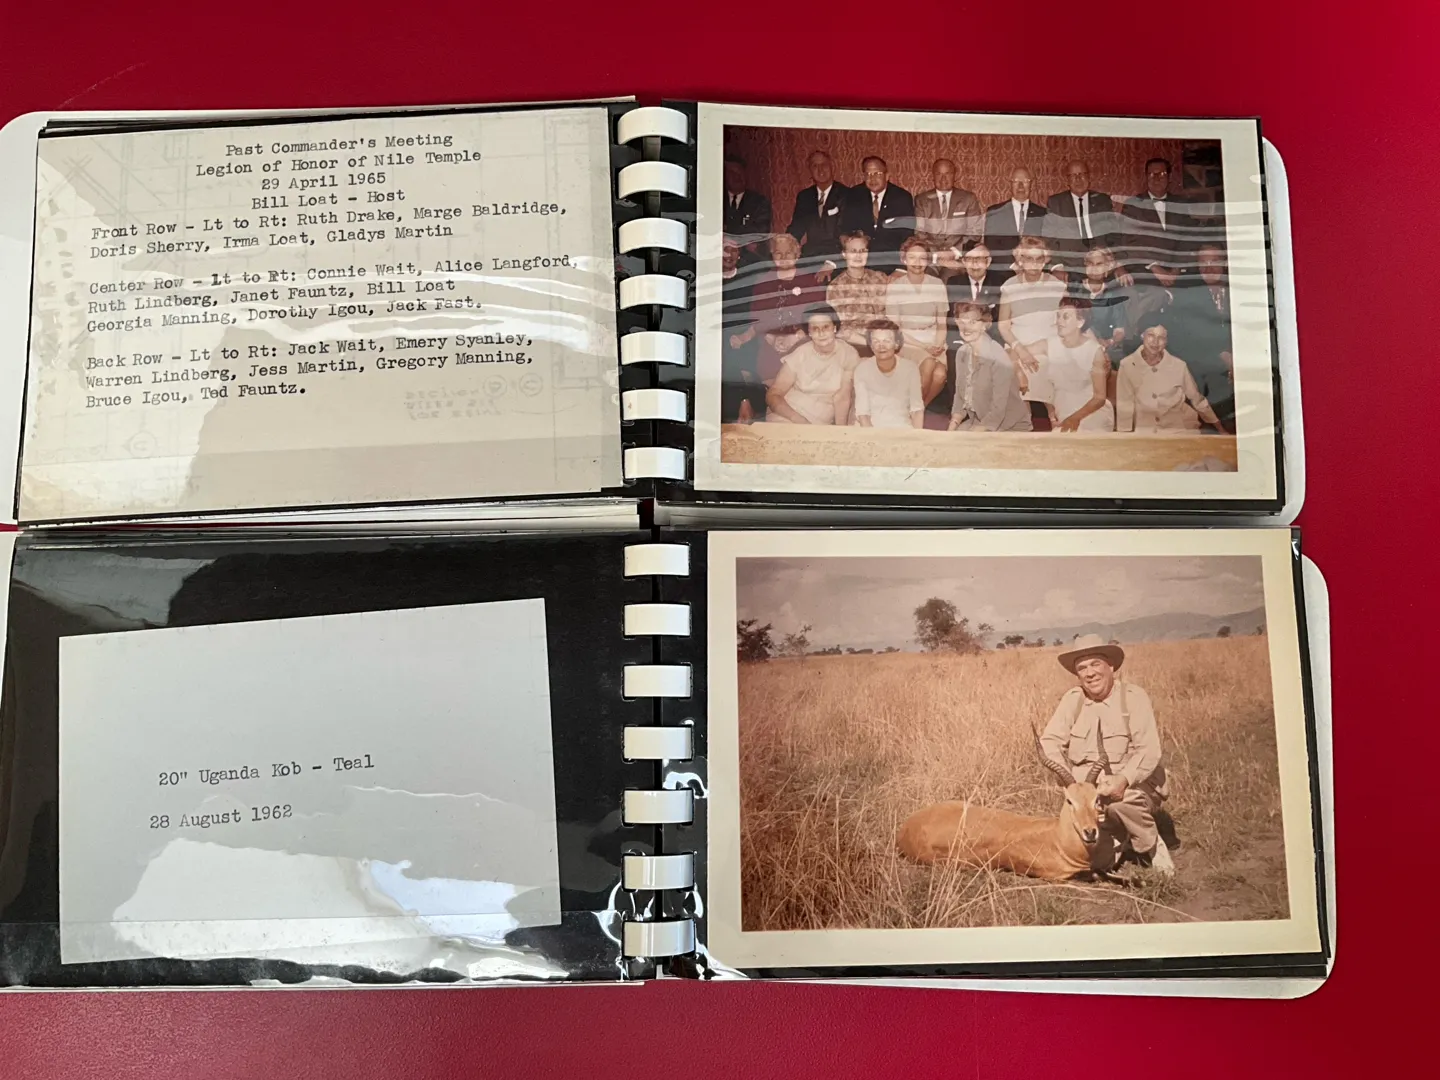 Past Commander's Meeting
Legion of Honor of Nile Temple
29 April 1965
Bill Loat - Host
Front Row - Lt to Rt: Ruth Drake, Marge Baldridge,
Doris Sherry, Irma Loat, Gladys Martin
Center Row - Lt to Rt: Connie Wait, Alice Langford,
Ruth Lindberg, Janet Fauntz, Bill Loat
Georgia Manning, Dorothy Igou, Jack Fast.
Back Row - Lt to Rt: Jack Wait, Emery Syanley,
Warren Lindberg, Jess Martin, Gregory Manning,
Bruce Igou, Ted Fauntz.
20" Uganda Kob - Teal
28 August 1962